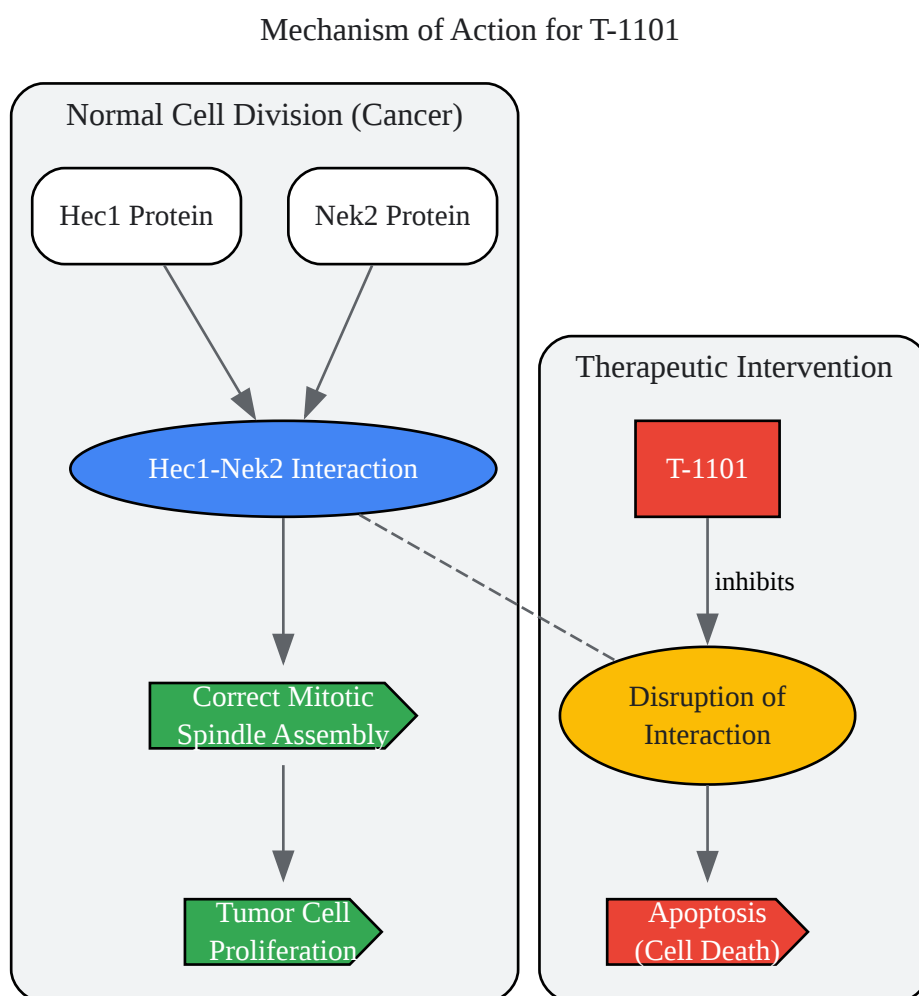 Mechanism of Action for T-1101
Normal Cell Division (Cancer)
Hec1 Protein
Nek2 Protein
Hec1-Nek2 Interaction
Correct Mitotic
Spindle Assembly
Tumor Cell
Proliferation
Therapeutic Intervention
T-1101
inhibits
Disruption of
Interaction
Apoptosis
(Cell Death)